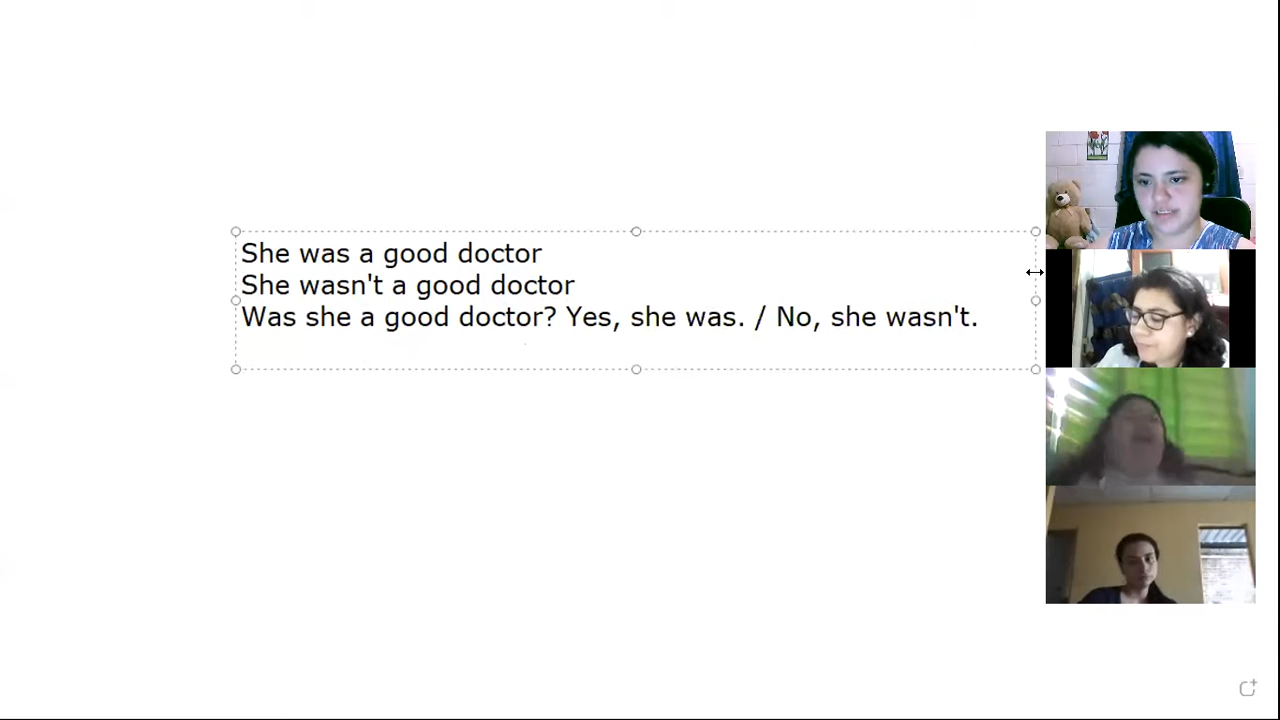 She was a good doctor
She wasn't a good doctor
Was she a good doctor? Yes, she was. / No, she wasn't.